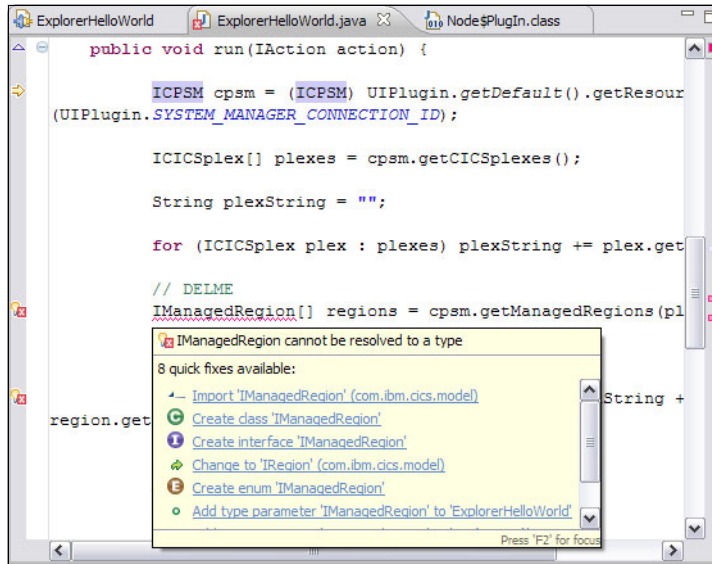 ExplorerHelloWorld ExplorerHelloWorld.java Node$PlugIn.class
public void run(IAction action) {
ICPSM cpsm = (ICPSM) UIPlugin.getDefault().getResour
(UIPlugin.SYSTEM_MANAGER_CONNECTION_ID);
ICICSplex[] plexes = cpsm.getCICSplexes();
String plexString = "";
for (ICICSplex plex : plexes) plexString += plex.get
// DELME
IManagedRegion[] regions = cpsm.getManagedRegions(pl
IManagedRegion cannot be resolved to a type
8 quick fixes available:
Import 'IManagedRegion' (com.ibm.cics.model)
String +
Create class 'IManagedRegion'
region.get
Create interface 'IManagedRegion'
Change to 'IRegion' (com.ibm.cics.model)
Create enum 'IManagedRegion'
Add type parameter 'IManagedRegion' to 'ExplorerHelloWorld'
Press 'F2' for focus